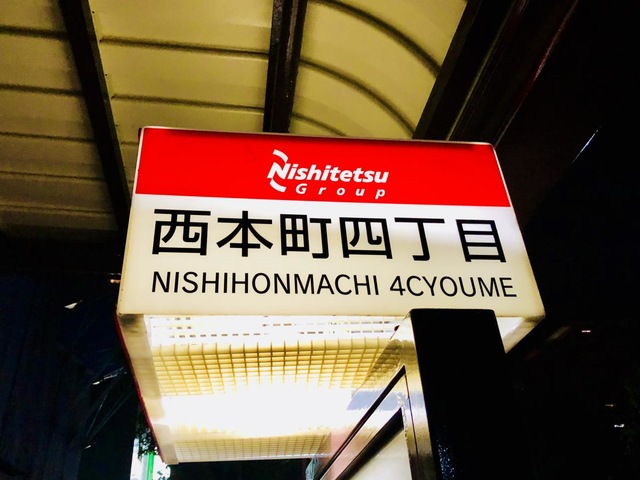 Nishitetsu
Group
西本町四丁目
NISHIHONMACHI 4CYOUME